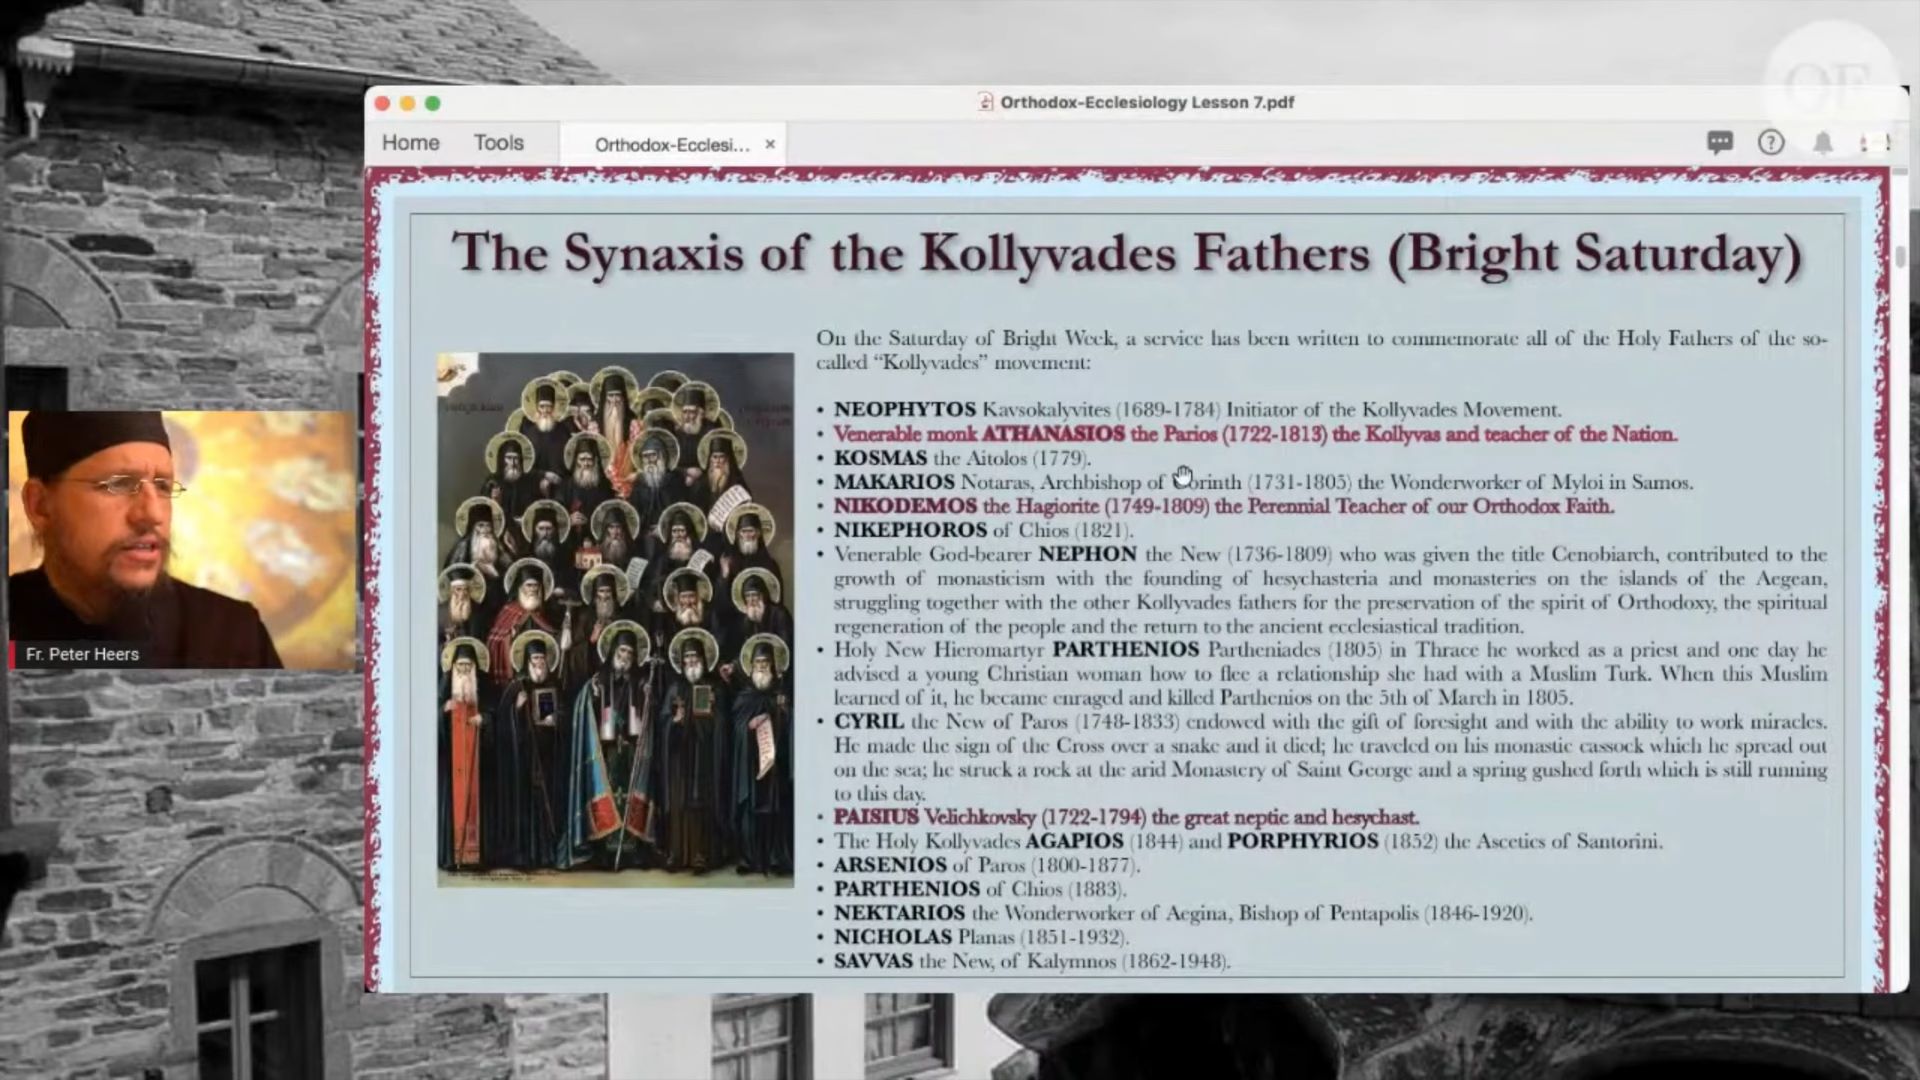 OF
Orthodox-Ecclesiology Lesson 7.pdf
Home Tools Orthodox-Ecclesi... ×
The Synaxis of the Kollyvades Fathers (Bright Saturday)
On the Saturday of Bright Week, a service has been written to commemorate all of the Holy Fathers of the so-
called “Kollyvades” movement:
• NEOPHYTOS Kavsokalyvites (1689-1784) Initiator of the Kollyvades Movement.
• Venerable monk ATHANASIOS the Parios (1722-1813) the Kollyvas and teacher of the Nation.
• KOSMAS the Aitolos (1779).
• MAKARIOS Notaras, Archbishop of Corinth (1731-1805) the Wonderworker of Myloi in Samos.
• NIKODEMOS the Hagiorite (1749-1809) the Perennial Teacher of our Orthodox Faith.
• NIKEPHOROS of Chios (1821).
• Venerable God-bearer NEPHON the New (1736-1809) who was given the title Cenobiarch, contributed to the
growth of monasticism with the founding of hesychasteria and monasteries on the islands of the Aegean,
struggling together with the other Kollyvades fathers for the preservation of the spirit of Orthodoxy, the spiritual
regeneration of the people and the return to the ancient ecclesiastical tradition.
• Holy New Hieromartyr PARTHENIOS Partheniades (1805) in Thrace he worked as a priest and one day he
advised a young Christian woman how to flee a relationship she had with a Muslim Turk. When this Muslim
learned of it, he became enraged and killed Parthenios on the 5th of March in 1805.
• CYRIL the New of Paros (1748-1833) endowed with the gift of foresight and with the ability to work miracles.
He made the sign of the Cross over a snake and it died; he traveled on his monastic cassock which he spread out
on the sea; he struck a rock at the arid Monastery of Saint George and a spring gushed forth which is still running
to this day.
• PAISIUS Velichkovsky (1722-1794) the great neptic and hesychast.
• The Holy Kollyvades AGAPIOS (1844) and PORPHYRIOS (1852) the Ascetics of Santorini.
• ARSENIOS of Paros (1800-1877).
• PARTHENIOS of Chios (1883).
• NEKTARIOS the Wonderworker of Aegina, Bishop of Pentapolis (1846-1920).
• NICHOLAS Planas (1851-1932).
• SAVVAS the New, of Kalymnos (1862-1948).
Fr. Peter Heers